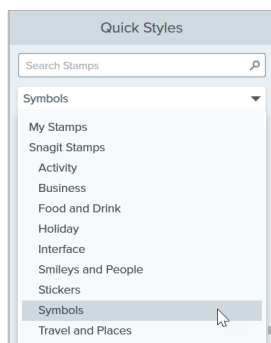 Quick Styles
Search Stamps
Symbols
My Stamps
Snagit Stamps
Activity
Business
Food and Drink
Holiday
Interface
Smileys and People
Stickers
Symbols
Travel and Places